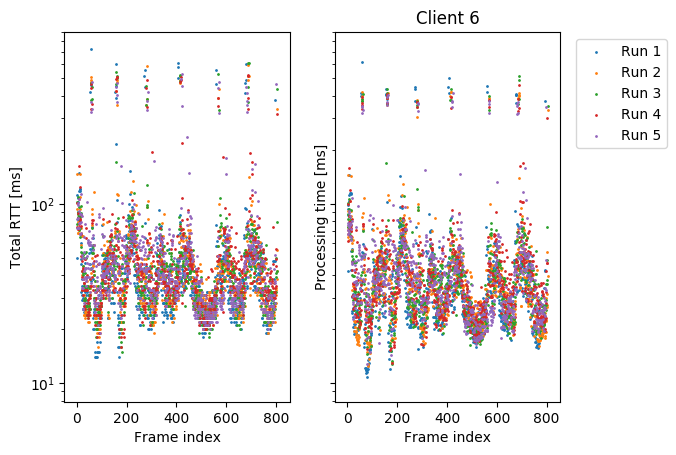 Client 6
Total RTT [ms]
10²
10¹
0
200
400
600
800
Frame index
Processing time [ms]
0
200
400
600
800
Frame index
Run 1
Run 2
Run 3
Run 4
Run 5